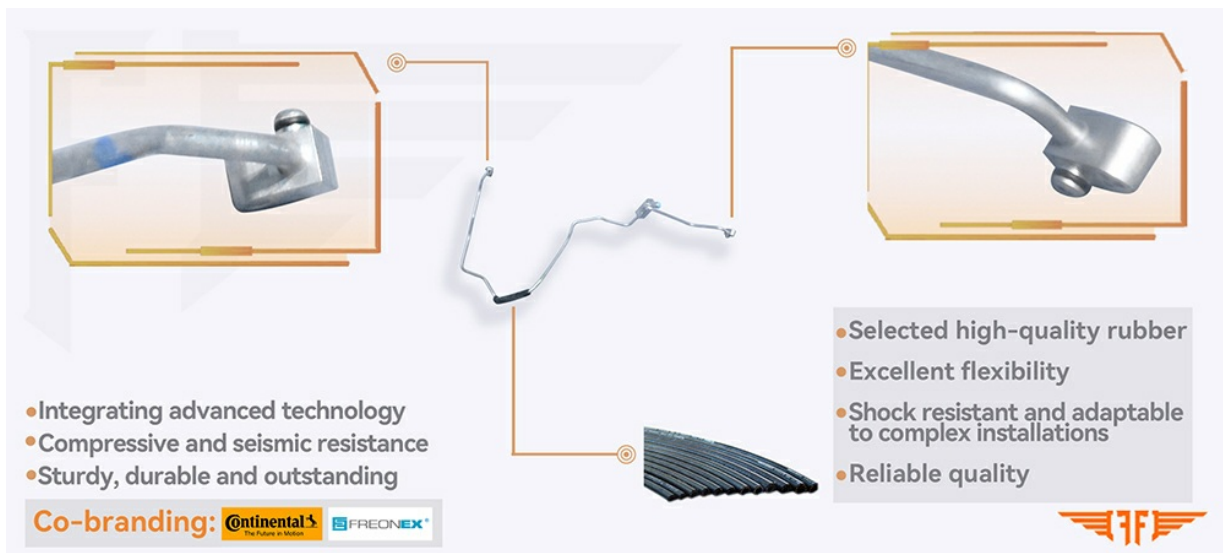 Integrating advanced technology
Compressive and seismic resistance
Sturdy, durable and outstanding
Co-branding:
Continental
The Future in Motion
FREONEX
Selected high-quality rubber
Excellent flexibility
Shock resistant and adaptable
to complex installations
Reliable quality